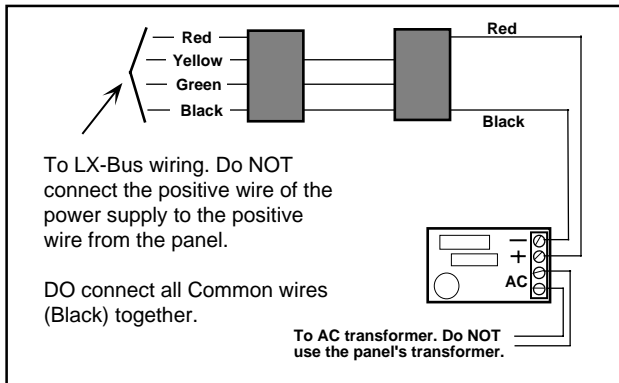 Red
Yellow
Green
Black
Red
Black
To LX-Bus wiring. Do NOT
connect the positive wire of the
power supply to the positive
wire from the panel.
DO connect all Common wires
(Black) together.
−
+
AC
To AC transformer. Do NOT
use the panel's transformer.